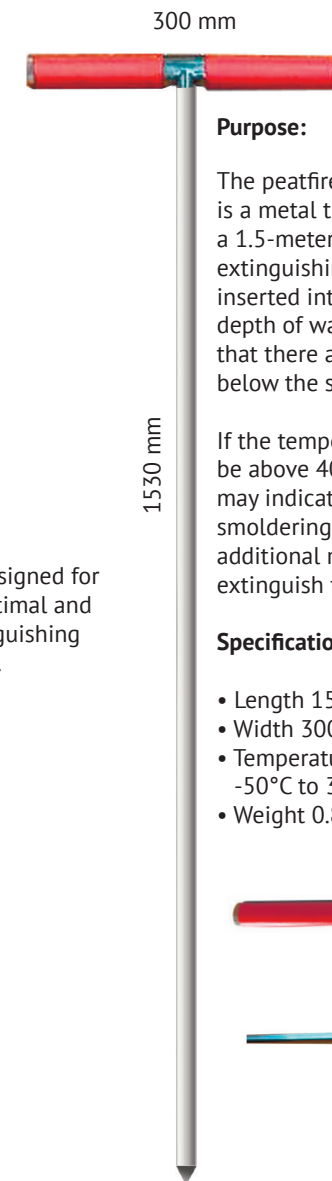 300 mm
Purpose:
The peatfire
is a metal t
a 1.5-meter
extinguishin
inserted int
depth of wa
that there a
below the s
If the tempe
be above 40
may indicat
smoldering
additional r
extinguish
1530 mm
signed for
timal and
guishing
Specificatio
• Length 15
• Width 300
• Temperatu
-50°C to 3
• Weight 0.